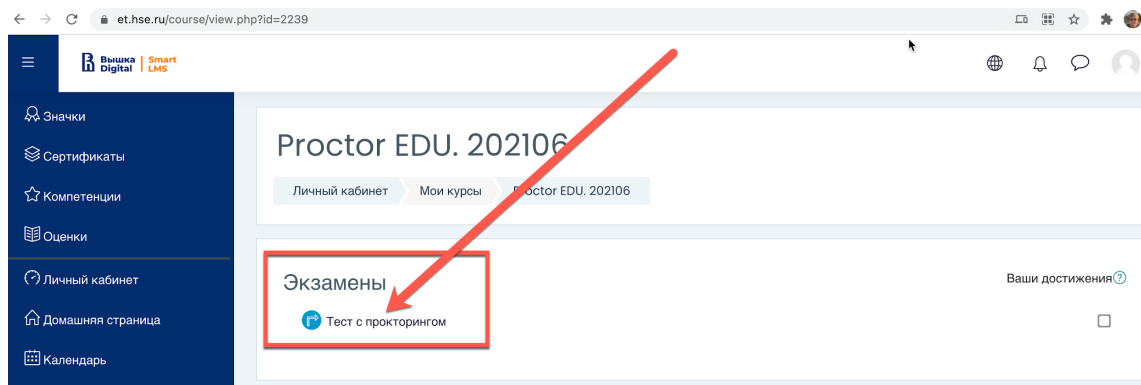 et.hse.ru/course/view.php?id=2239
Вышка Smart
Digital LMS
Значки
Сертификаты
Компетенции
Оценки
Личный кабинет
Домашняя страница
Календарь
Proctor EDU. 202106
Личный кабинет Мои курсы Proctor EDU. 202106
Экзамены
Ваши достижения
Тест с прокторингом